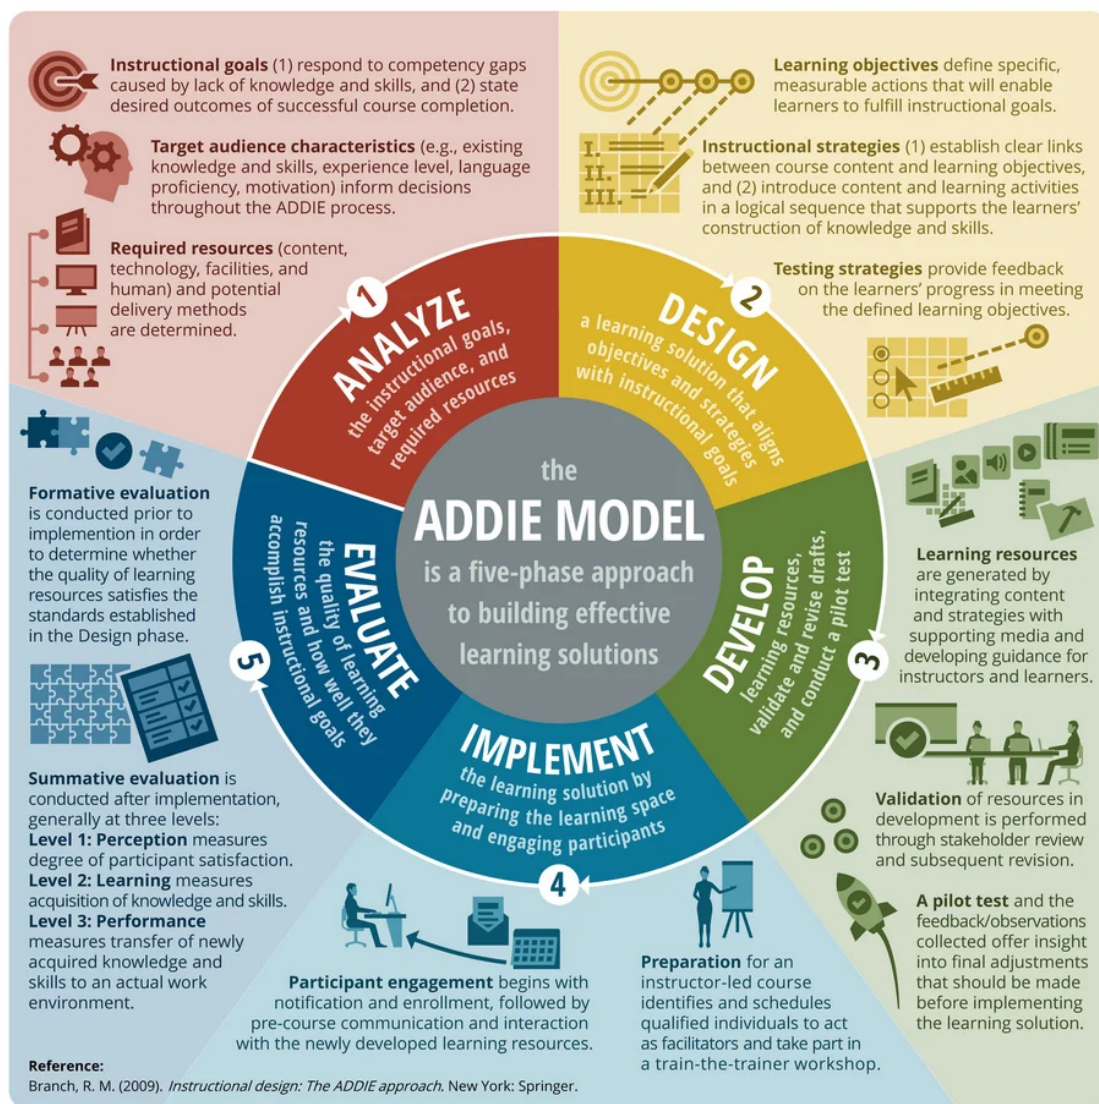 Instructional goals (1) respond to competency gaps
caused by lack of knowledge and skills, and (2) state
desired outcomes of successful course completion.
Target audience characteristics (e.g., existing
knowledge and skills, experience level, language
proficiency, motivation) inform decisions
throughout the ADDIE process.
Required resources (content,
technology, facilities, and
human) and potential
delivery methods
are determined.
Learning objectives define specific,
measurable actions that will enable
learners to fulfill instructional goals.
I.
II.
III.
Instructional strategies (1) establish clear links
between course content and learning objectives,
and (2) introduce content and learning activities
in a logical sequence that supports the learners'
construction of knowledge and skills.
Testing strategies provide feedback
on the learners' progress in meeting
the defined learning objectives.
1
ANALYZE
the instructional goals,
target audience, and
required resources
2
DESIGN
a learning solution that aligns
objectives and strategies
with instructional goals
the
ADDIE MODEL
is a five-phase approach
to building effective
learning solutions
3
DEVELOP
learning resources,
validate and revise drafts,
and conduct a pilot test
4
IMPLEMENT
the learning solution by
preparing the learning space
and engaging participants
5
EVALUATE
the quality of learning
resources and how well they
accomplish instructional goals
Learning resources
are generated by
integrating content
and strategies with
supporting media and
developing guidance for
instructors and learners.
Validation of resources in
development is performed
through stakeholder review
and subsequent revision.
A pilot test and the
feedback/observations
collected offer insight
into final adjustments
that should be made
before implementing
the learning solution.
Preparation for an
instructor-led course
identifies and schedules
qualified individuals to act
as facilitators and take part in
a train-the-trainer workshop.
Participant engagement begins with
notification and enrollment, followed by
pre-course communication and interaction
with the newly developed learning resources.
Formative evaluation
is conducted prior to
implemention in order
to determine whether
the quality of learning
resources satisfies the
standards established
in the Design phase.
Summative evaluation is
conducted after implementation,
generally at three levels:
Level 1: Perception measures
degree of participant satisfaction.
Level 2: Learning measures
acquisition of knowledge and skills.
Level 3: Performance
measures transfer of newly
acquired knowledge and
skills to an actual work
environment.
Reference:
Branch, R. M. (2009). Instructional design: The ADDIE approach. New York: Springer.